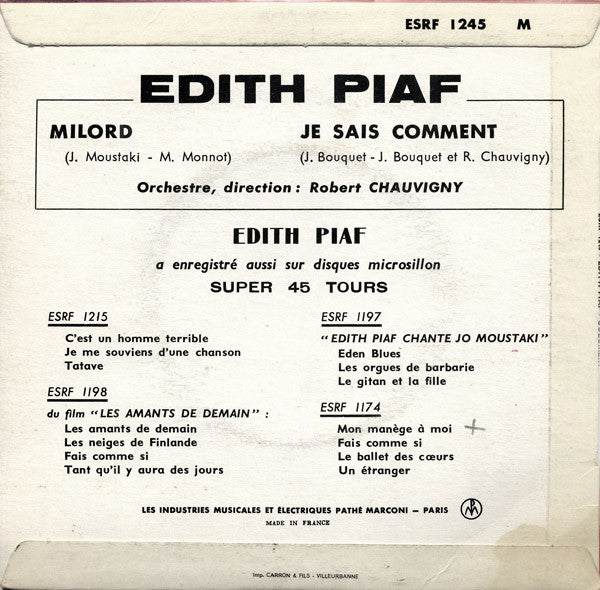 ESRF 1245 M
EDITH PIAF
MILORD
(J. Moustaki - M. Monnot)
JE SAIS COMMENT
(J. Bouquet - J. Bouquet et R. Chauvigny)
Orchestre, direction : Robert CHAUVIGNY
EDITH PIAF
a enregistré aussi sur disques microsillon
SUPER 45 TOURS
ESRF 1215
C'est un homme terrible
Je me souviens d'une chanson
Tatave
ESRF 1198
du film "LES AMANTS DE DEMAIN" :
Les amants de demain
Les neiges de Finlande
Fais comme si
Tant qu'il y aura des jours
ESRF 1197
"EDITH PIAF CHANTE JO MOUSTAKI"
Eden Blues
Les orgues de barbarie
Le gitan et la fille
ESRF 1174
Mon manège à moi +
Fais comme si
Le ballet des cœurs
Un étranger
LES INDUSTRIES MUSICALES ET ÉLECTRIQUES PATHÉ MARCONI - PARIS
MADE IN FRANCE
Imp. CARRON & FILS - VILLEURBANNE